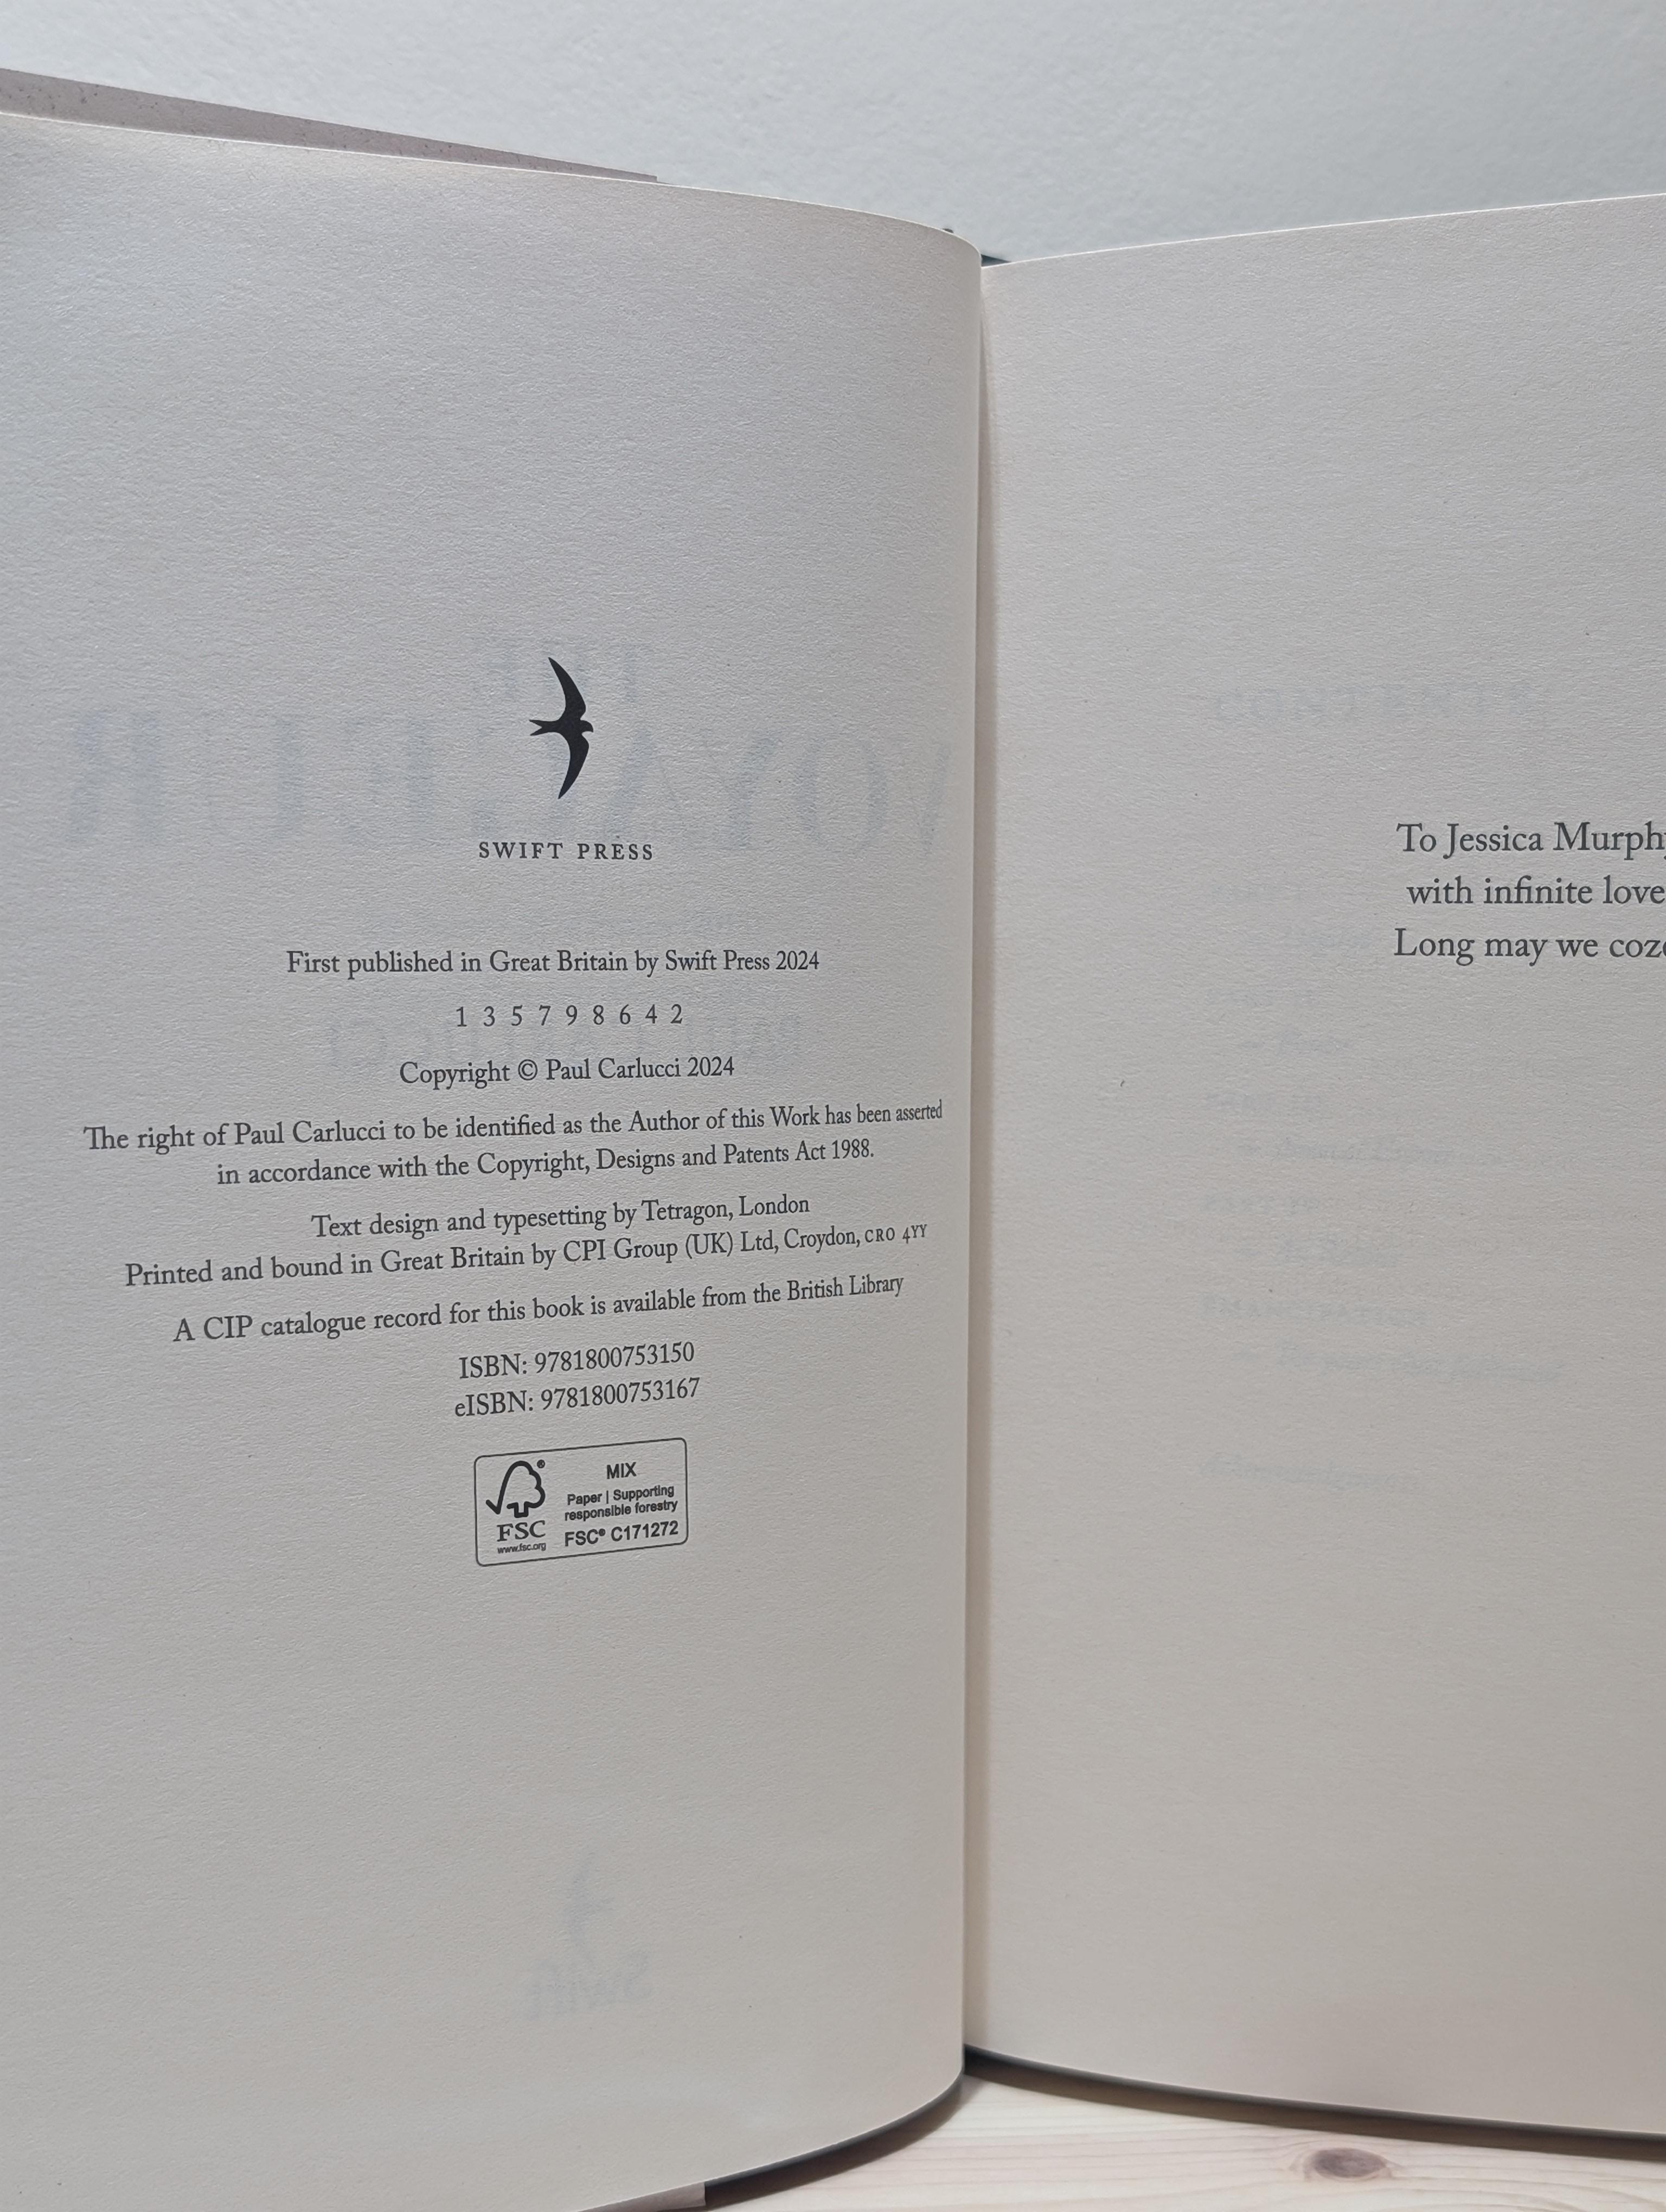 SWIFT PRESS
First published in Great Britain by Swift Press 2024
1 3 5 7 9 8 6 4 2
Copyright © Paul Carlucci 2024
The right of Paul Carlucci to be identified as the Author of this Work has been asserted
in accordance with the Copyright, Designs and Patents Act 1988.
Text design and typesetting by Tetragon, London
Printed and bound in Great Britain by CPI Group (UK) Ltd, Croydon, CR0 4YY
A CIP catalogue record for this book is available from the British Library
ISBN: 9781800753150
eISBN: 9781800753167
MIX
Paper | Supporting
responsible forestry
FSC® C171272
FSC
www.fsc.org
To Jessica
with infinite love
Long may we